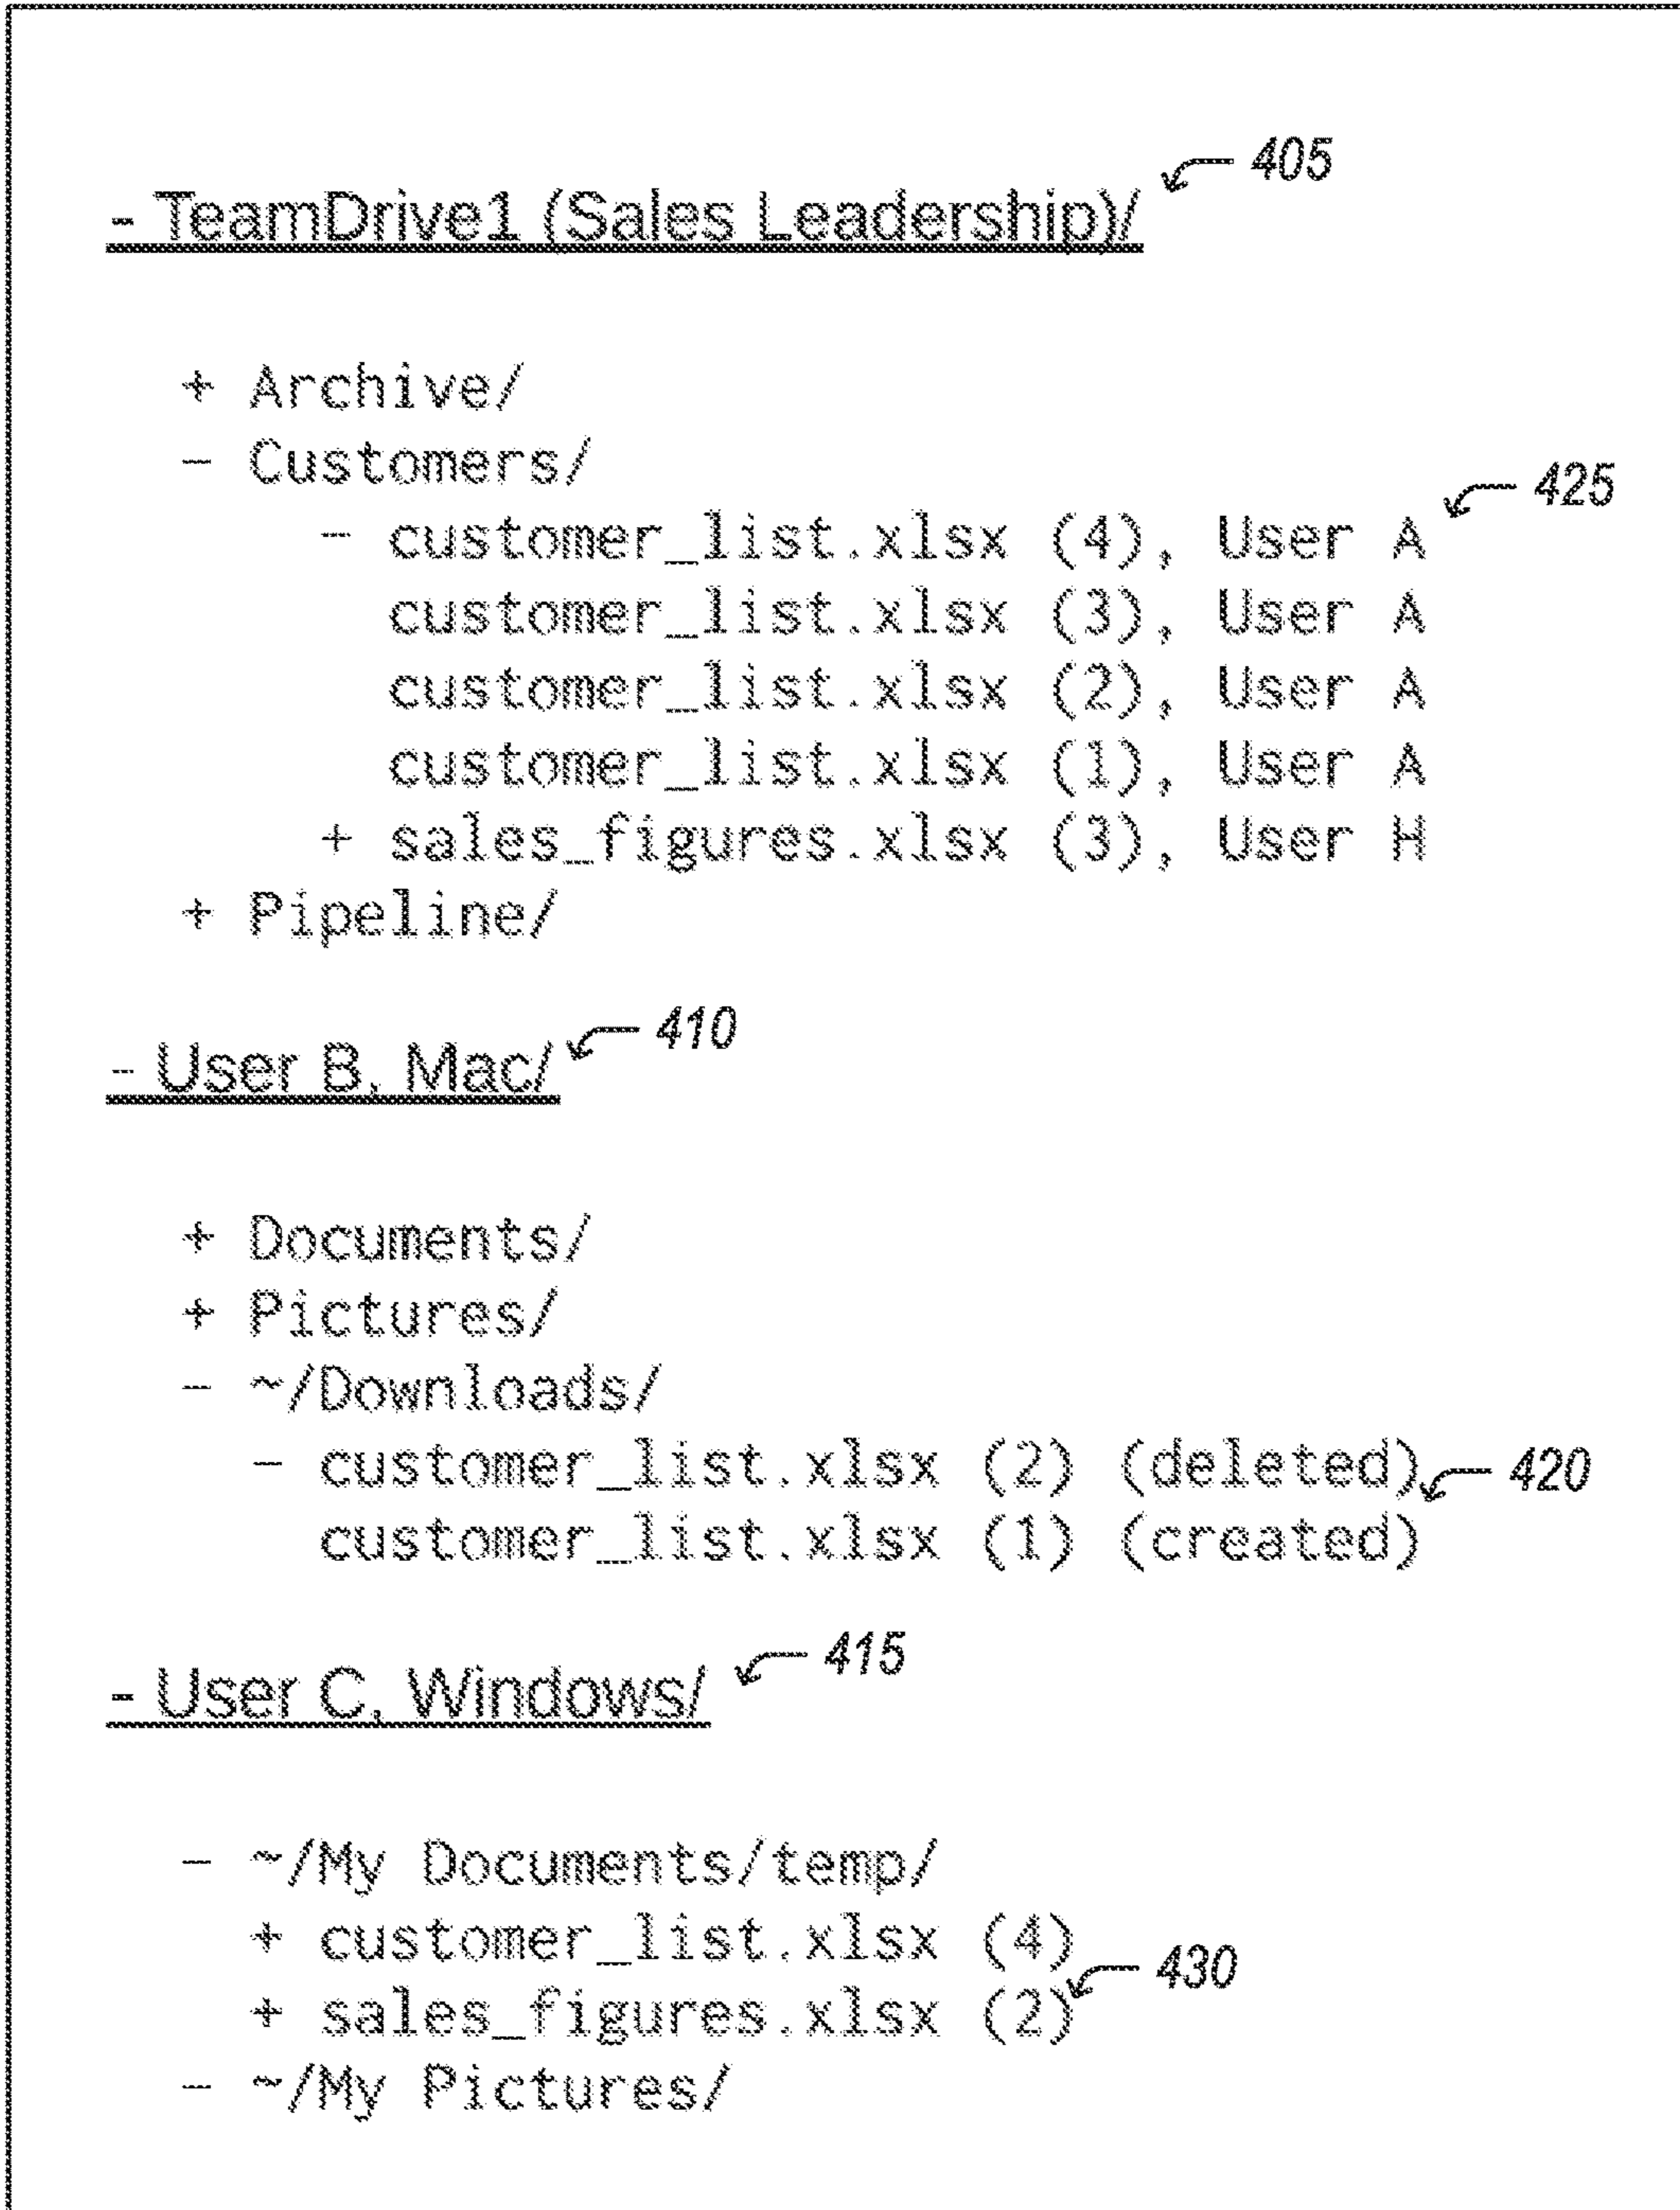 - TeamDrive1 (Sales Leadership)/ 405
+ Archive/
- Customers/
- customer_list.xlsx (4), User A 425
customer_list.xlsx (3), User A
customer_list.xlsx (2), User A
customer_list.xlsx (1), User A
+ sales_figures.xlsx (3), User H
+ Pipeline/
- User B, Mac/ 410
+ Documents/
+ Pictures/
- ~/Downloads/
- customer_list.xlsx (2) (deleted) 420
customer_list.xlsx (1) (created)
- User C, Windows/ 415
- ~/My Documents/temp/
+ customer_list.xlsx (4)
+ sales_figures.xlsx (2) 430
- ~/My Pictures/